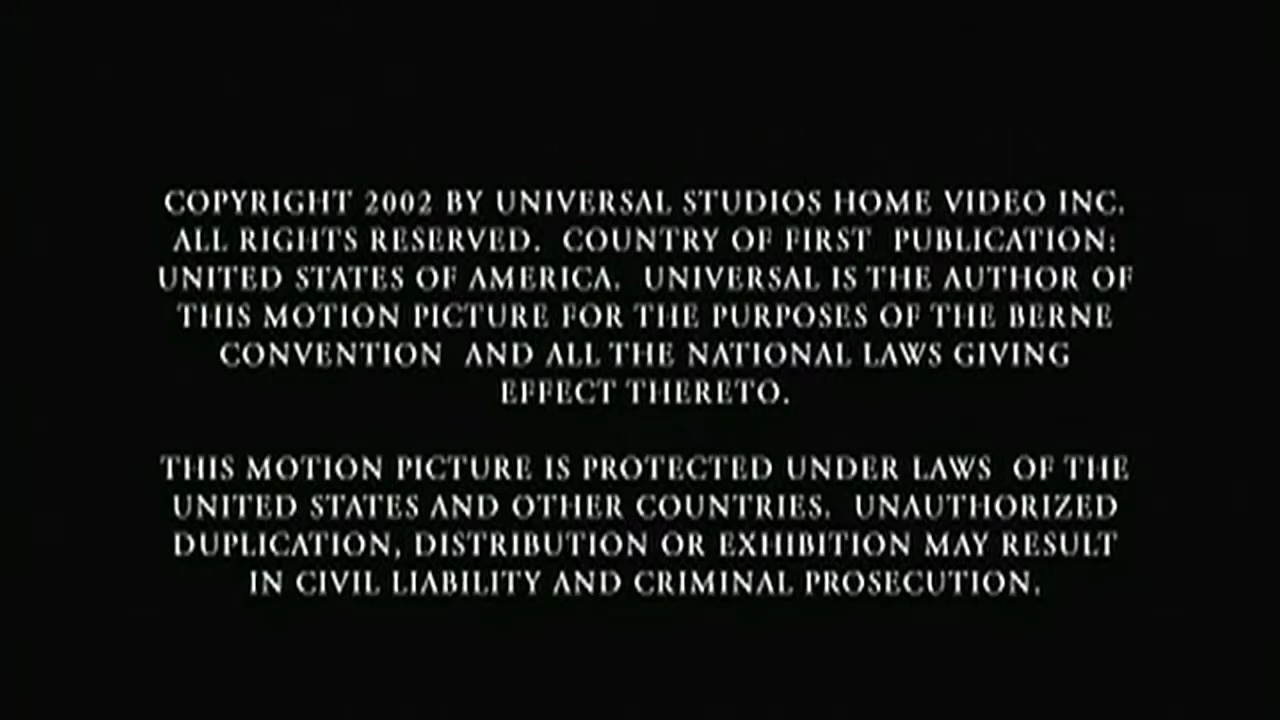 COPYRIGHT 2002 BY UNIVERSAL STUDIOS HOME VIDEO INC.
ALL RIGHTS RESERVED. COUNTRY OF FIRST PUBLICATION:
UNITED STATES OF AMERICA. UNIVERSAL IS THE AUTHOR OF
THIS MOTION PICTURE FOR THE PURPOSES OF THE BERNE
CONVENTION AND ALL THE NATIONAL LAWS GIVING
EFFECT THERETO.
THIS MOTION PICTURE IS PROTECTED UNDER LAWS OF THE
UNITED STATES AND OTHER COUNTRIES. UNAUTHORIZED
DUPLICATION, DISTRIBUTION OR EXHIBITION MAY RESULT
IN CIVIL LIABILITY AND CRIMINAL PROSECUTION.